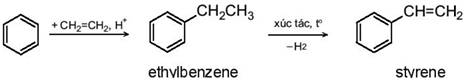 CH₂CH₃
CH=CH₂
+ CH₂=CH₂, H⁺
xúc tác, t°
−H₂
ethylbenzene
styrene